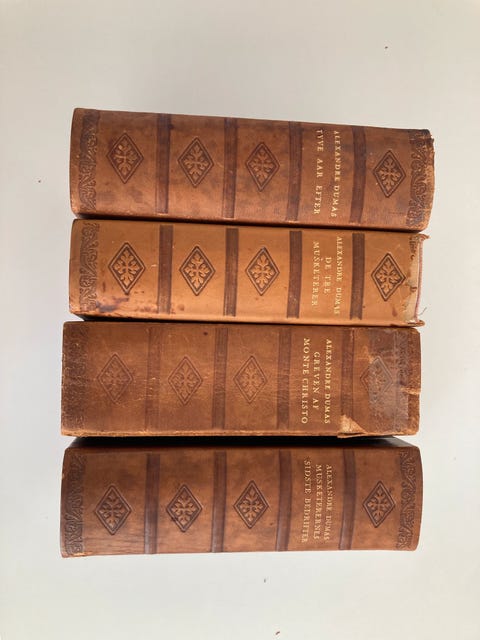 ALEXANDRE DUMAS
TYVE AAR EFTER
ALEXANDRE DUMAS
DE TRE
MUSKETERER
ALEXANDRE DUMAS
GREVEN AF
MONTE CHRISTO
ALEXANDRE DUMAS
MUSKETERERNES
SIDSTE BEDRIFTER